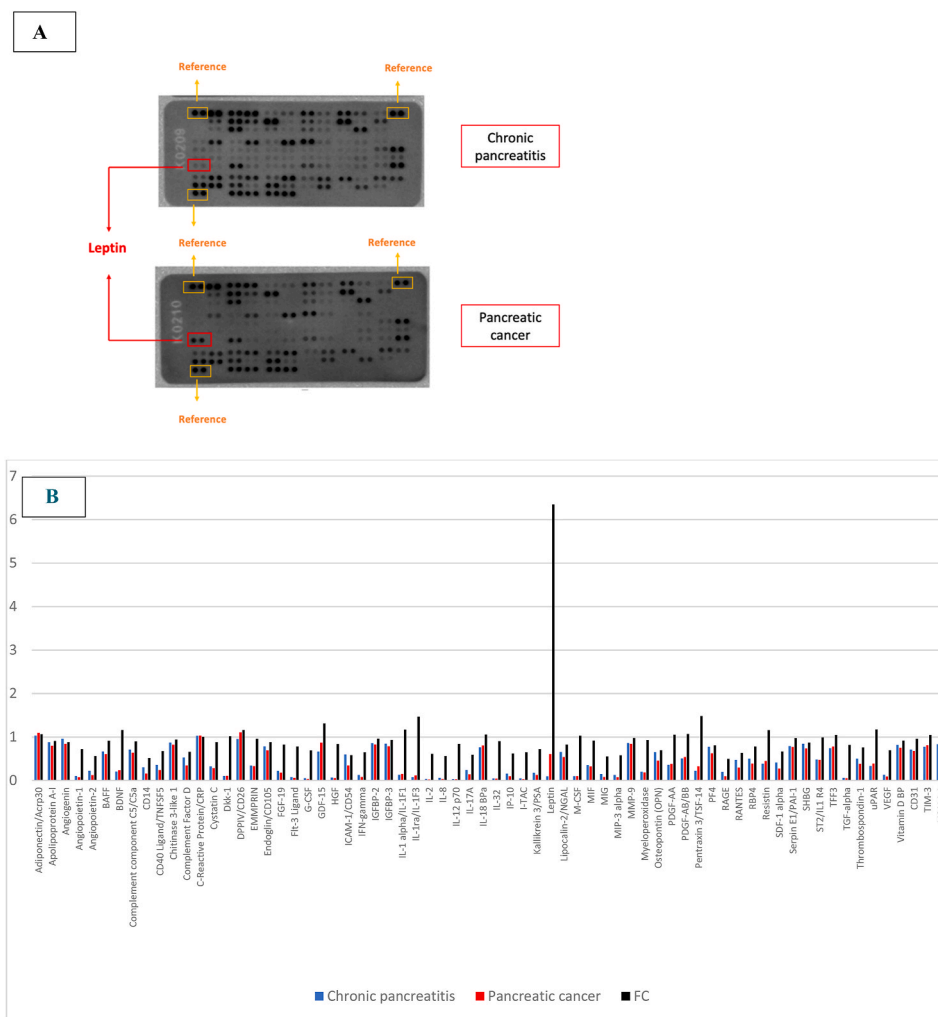 A
Reference
Reference
K0209
Chronic
pancreatitis
Leptin
Reference
Reference
K0210
Pancreatic
cancer
Reference
B
7
6
5
4
3
2
1
0
Adiponectin/Acrp30
Apolipoprotein A-I
Angiogenin
Angiopoietin-1
Angiopoietin-2
BAFF
BDNF
Complement component C5/C5a
CD14
CD40 Ligand/TNFSF5
Chitinase 3-like 1
Complement Factor D
C-Reactive Protein/CRP
Cystatin C
Dkk-1
DPPIV/CD26
EMMPRIN
Endoglin/CD105
FGF-19
Flt-3 Ligand
G-CSF
GDF-15
HGF
ICAM-1/CD54
IFN-gamma
IGFBP-2
IGFBP-3
IL-1 alpha/IL-1F1
IL-1ra/IL-1F3
IL-2
IL-8
IL-12 p70
IL-17A
IL-18 BPa
IL-32
IP-10
I-TAC
Kallikrein 3/PSA
Leptin
Lipocalin-2/NGAL
M-CSF
MIF
MIG
MIP-3 alpha
MMP-9
Myeloperoxidase
Osteopontin (OPN)
PDGF-AA
PDGF-AB/BB
Pentraxin 3/TSF-14
PF4
RAGE
RANTES
RBP4
Resistin
SDF-1 alpha
Serpin E1/PAI-1
SHBG
ST2/IL1 R4
TFF3
TGF-alpha
Thrombospondin-1
uPAR
VEGF
Vitamin D BP
CD31
TIM-3
Chronic pancreatitis
Pancreatic cancer
FC